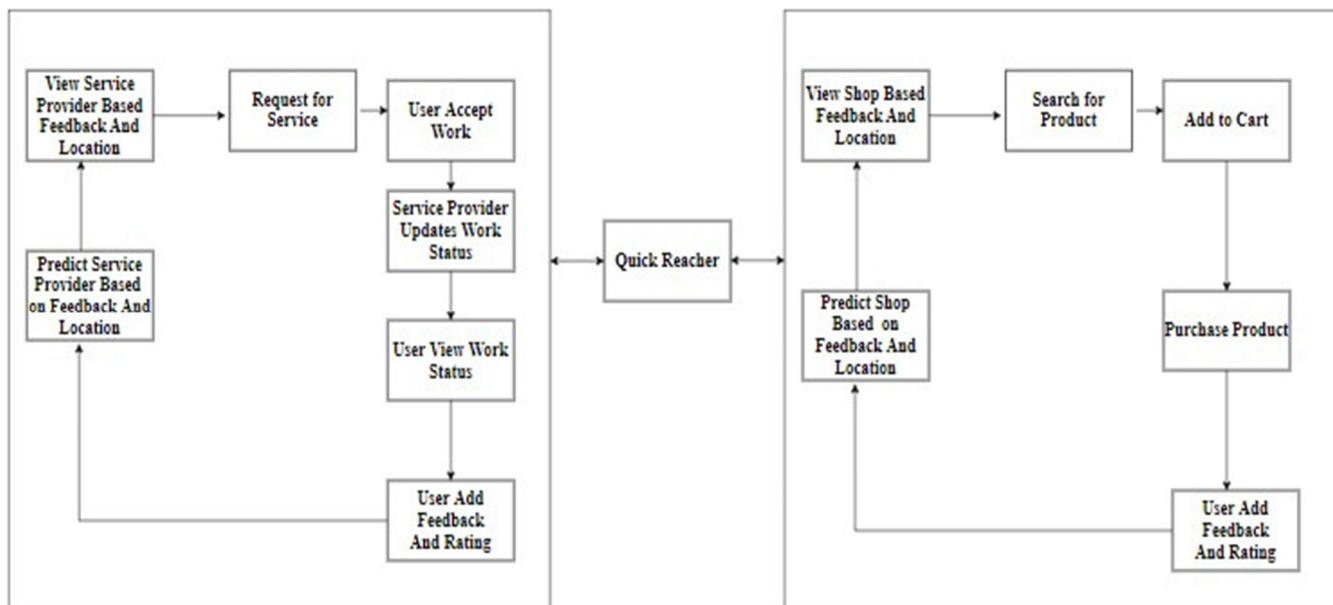 View Service
Provider Based
Feedback And
Location
Request for
Service
User Accept
Work
Service Provider
Updates Work
Status
Predict Service
Provider Based
on Feedback And
Location
User View Work
Status
User Add
Feedback
And Rating
Quick Reacher
View Shop Based
Feedback And
Location
Search for
Product
Add to Cart
Predict Shop
Based on
Feedback And
Location
Purchase Product
User Add
Feedback
And Rating